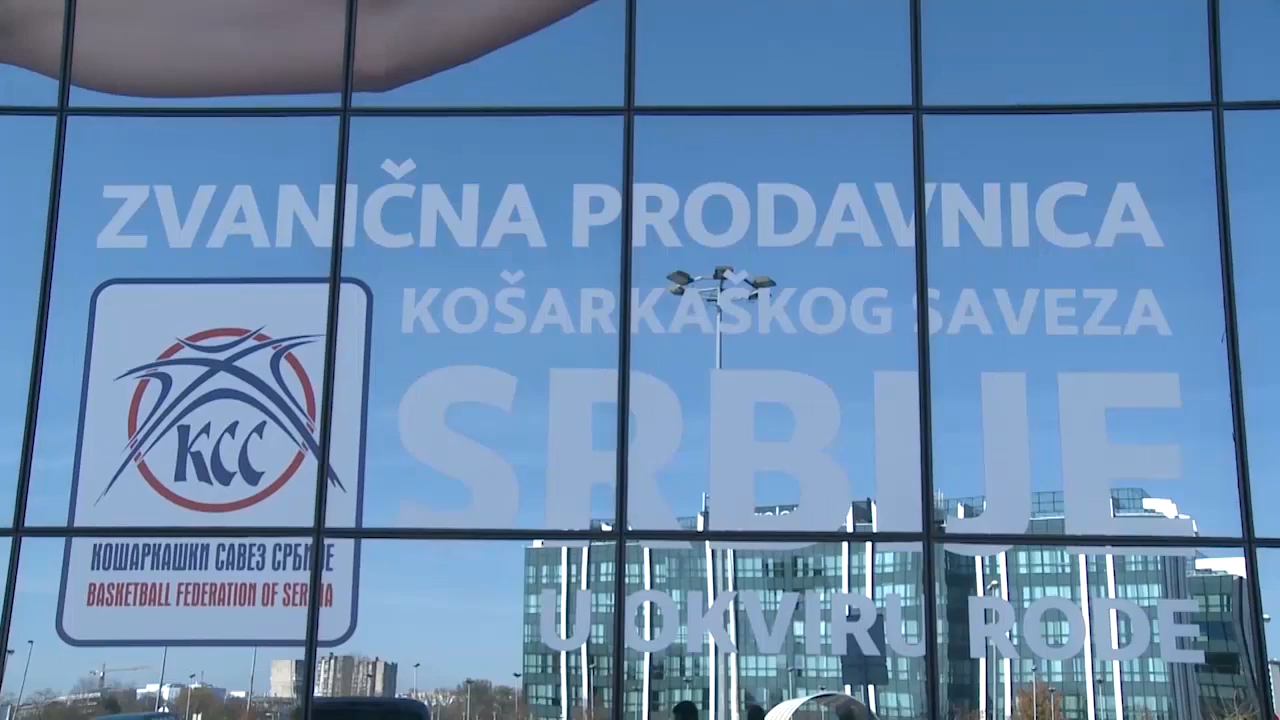 ZVANIČNA PRODAVNICA
KOŠARKAŠKOG SAVEZA
SRBIJE
U OKVIRU RODE
КСС
КОШАРКАШКИ САВЕЗ СРБИЈЕ
BASKETBALL FEDERATION OF SERBIA